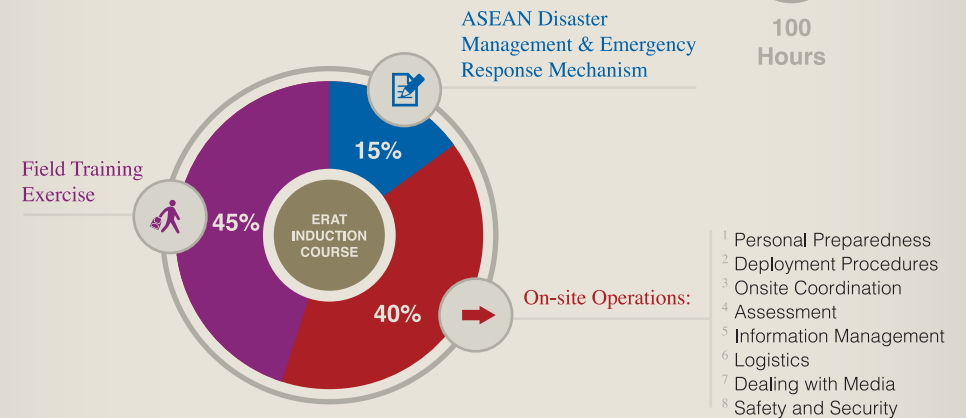 ASEAN Disaster
Management & Emergency
Response Mechanism
100
Hours
15%
Field Training
Exercise
45%
ERAT
INDUCTION
COURSE
40%
On-site Operations:
1 Personal Preparedness
2 Deployment Procedures
3 Onsite Coordination
4 Assessment
5 Information Management
6 Logistics
7 Dealing with Media
8 Safety and Security